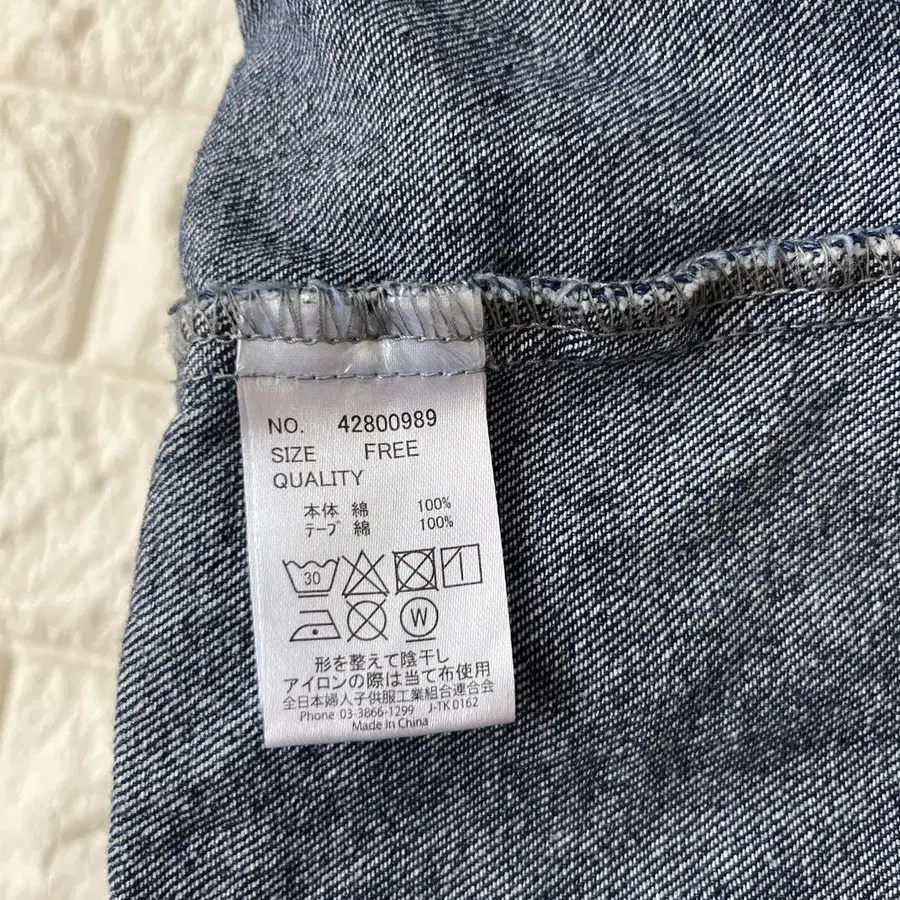 NO. 42800989
SIZE FREE
QUALITY
本体 綿 100%
テープ 綿 100%
30
W
形を整えて陰干し
アイロンの際は当て布使用
全日本婦人子供服工業組合連合会
Phone 03-3866-1299 J-TK 0162
Made in China